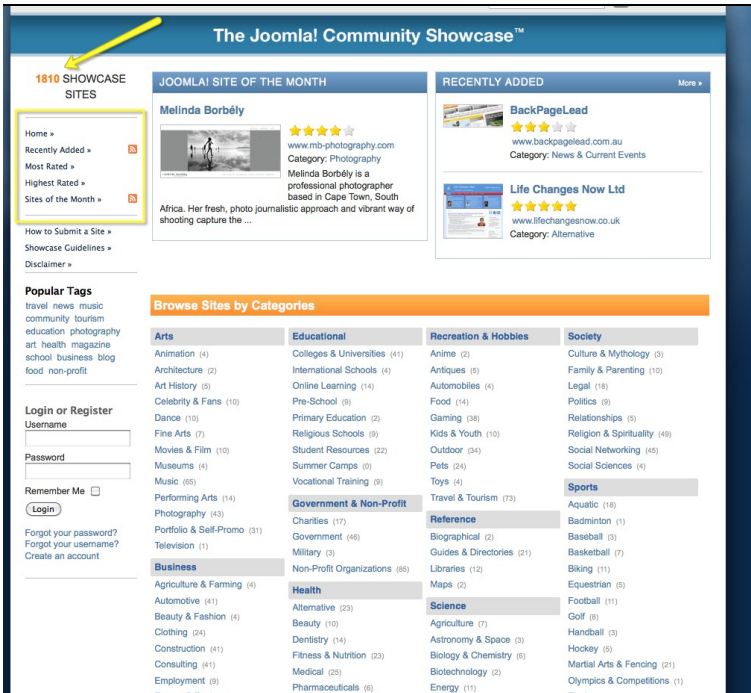 The Joomla! Community Showcase™
1810 SHOWCASE
SITES
Home »
Recently Added »
Most Rated »
Highest Rated »
Sites of the Month »
How to Submit a Site »
Showcase Guidelines »
Disclaimer »
Popular Tags
travel news music
community tourism
education photography
art health magazine
school business blog
food non-profit
Login or Register
Username
Password
Remember Me
Login
Forgot your password?
Forgot your username?
Create an account
JOOMLA! SITE OF THE MONTH
Melinda Borbély
www.mb-photography.com
Category: Photography
Melinda Borbély is a
professional photographer
based in Cape Town, South
Africa. Her fresh, photo journalistic approach and vibrant way of
shooting capture the ...
RECENTLY ADDED
More »
BackPageLead
www.backpagelead.com.au
Category: News & Current Events
Life Changes Now Ltd
www.lifechangesnow.co.uk
Category: Alternative
Browse Sites by Categories
Arts
Animation (4)
Architecture (2)
Art History (5)
Celebrity & Fans (10)
Dance (10)
Fine Arts (7)
Movies & Film (10)
Museums (4)
Music (65)
Performing Arts (14)
Photography (43)
Portfolio & Self-Promo (31)
Television (1)
Business
Agriculture & Farming (4)
Automotive (41)
Beauty & Fashion (4)
Clothing (24)
Construction (41)
Consulting (41)
Employment (9)
Educational
Colleges & Universities (41)
International Schools (4)
Online Learning (14)
Pre-School (9)
Primary Education (2)
Religious Schools (9)
Student Resources (22)
Summer Camps (0)
Vocational Training (9)
Government & Non-Profit
Charities (17)
Government (46)
Military (3)
Non-Profit Organizations (85)
Health
Alternative (23)
Beauty (10)
Dentistry (14)
Fitness & Nutrition (23)
Medical (25)
Pharmaceuticals (6)
Recreation & Hobbies
Anime (2)
Antiques (5)
Automobiles (4)
Food (14)
Gaming (38)
Kids & Youth (10)
Outdoor (34)
Pets (24)
Toys (4)
Travel & Tourism (73)
Reference
Biographical (2)
Guides & Directories (21)
Libraries (12)
Maps (2)
Science
Agriculture (7)
Astronomy & Space (3)
Biology & Chemistry (6)
Biotechnology (2)
Energy (11)
Society
Culture & Mythology (3)
Family & Parenting (10)
Legal (18)
Politics (9)
Relationships (5)
Religion & Spirituality (49)
Social Networking (45)
Social Sciences (4)
Sports
Aquatic (18)
Badminton (1)
Baseball (3)
Basketball (7)
Biking (11)
Equestrian (5)
Football (11)
Golf (6)
Handball (3)
Hockey (5)
Martial Arts & Fencing (21)
Olympics & Competitions (1)